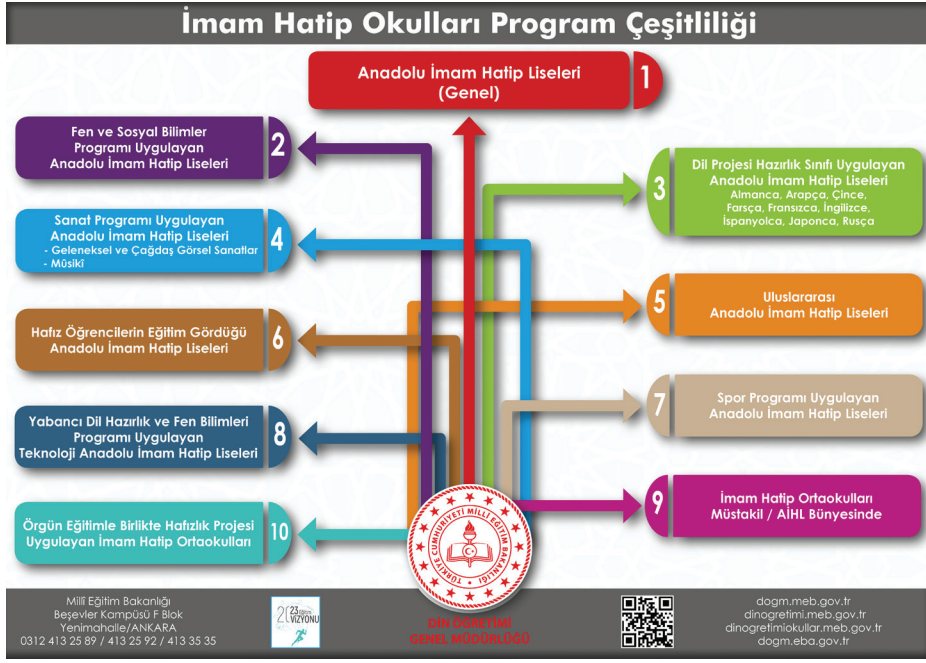 İmam Hatip Okulları Program Çeşitliliği
Anadolu İmam Hatip Liseleri
(Genel)
1
Fen ve Sosyal Bilimler
Programı Uygulayan
Anadolu İmam Hatip Liseleri
2
Dil Projesi Hazırlık Sınıfı Uygulayan
Anadolu İmam Hatip Liseleri
Almanca, Arapça, Çince,
Farsça, Fransızca, İngilizce,
İspanyolca, Japonca, Rusça
3
Sanat Programı Uygulayan
Anadolu İmam Hatip Liseleri
- Geleneksel ve Çağdaş Görsel Sanatlar
- Mûsikî
4
5
Uluslararası
Anadolu İmam Hatip Liseleri
Hafız Öğrencilerin Eğitim Gördüğü
Anadolu İmam Hatip Liseleri
6
7
Spor Programı Uygulayan
Anadolu İmam Hatip Liseleri
Yabancı Dil Hazırlık ve Fen Bilimleri
Programı Uygulayan
Teknoloji Anadolu İmam Hatip Liseleri
8
9
İmam Hatip Ortaokulları
Müstakil / AİHL Bünyesinde
Örgün Eğitimle Birlikte Hafızlık Projesi
Uygulayan İmam Hatip Ortaokulları
10
TÜRKİYE CUMHURİYETİ MİLLÎ EĞİTİM BAKANLIĞI
DİN ÖĞRETİMİ
GENEL MÜDÜRLÜĞÜ
Millî Eğitim Bakanlığı
Beşevler Kampüsü F Blok
Yenimahalle/ANKARA
0312 413 25 89 / 413 25 92 / 413 35 35
2023 Eğitim
VİZYONU
dogm.meb.gov.tr
dinogretimi.meb.gov.tr
dinogretimiokullar.meb.gov.tr
dogm.eba.gov.tr